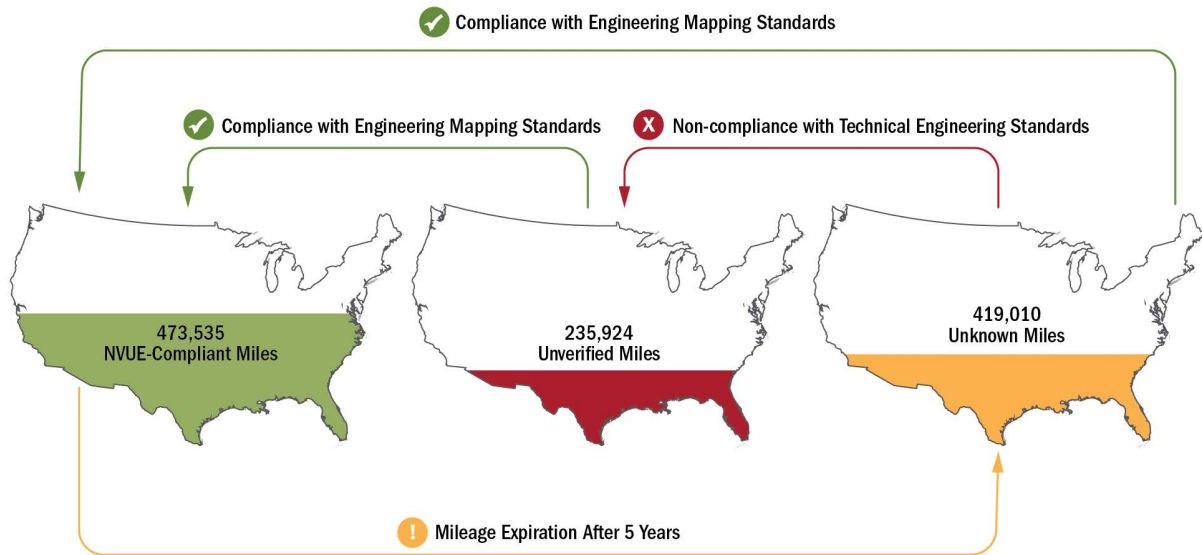 Compliance with Engineering Mapping Standards
Compliance with Engineering Mapping Standards
X Non-compliance with Technical Engineering Standards
473,535
NVUE-Compliant Miles
235,924
Unverified Miles
419,010
Unknown Miles
! Mileage Expiration After 5 Years